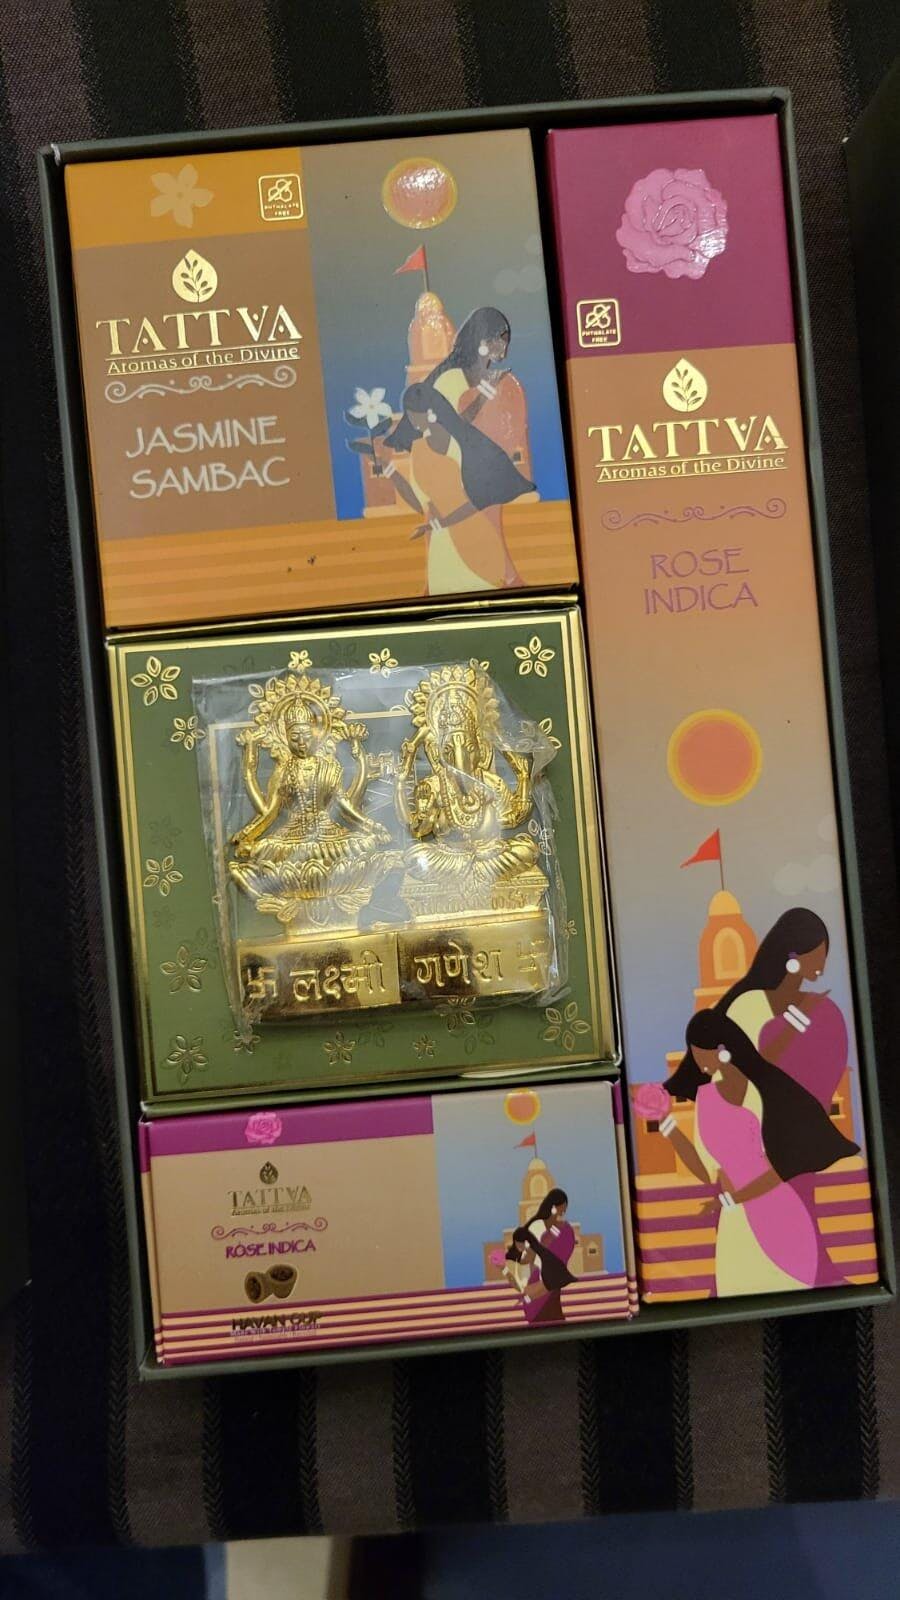 PHTHALATE
FREE
TATTVA
Aromas of the Divine
JASMINE
SAMBAC
PHTHALATE
FREE
TATTVA
Aromas of the Divine
ROSE
INDICA
लक्ष्मी गणेश
TATTVA
Aromas of the Divine
ROSE INDICA
HAVAN CUP